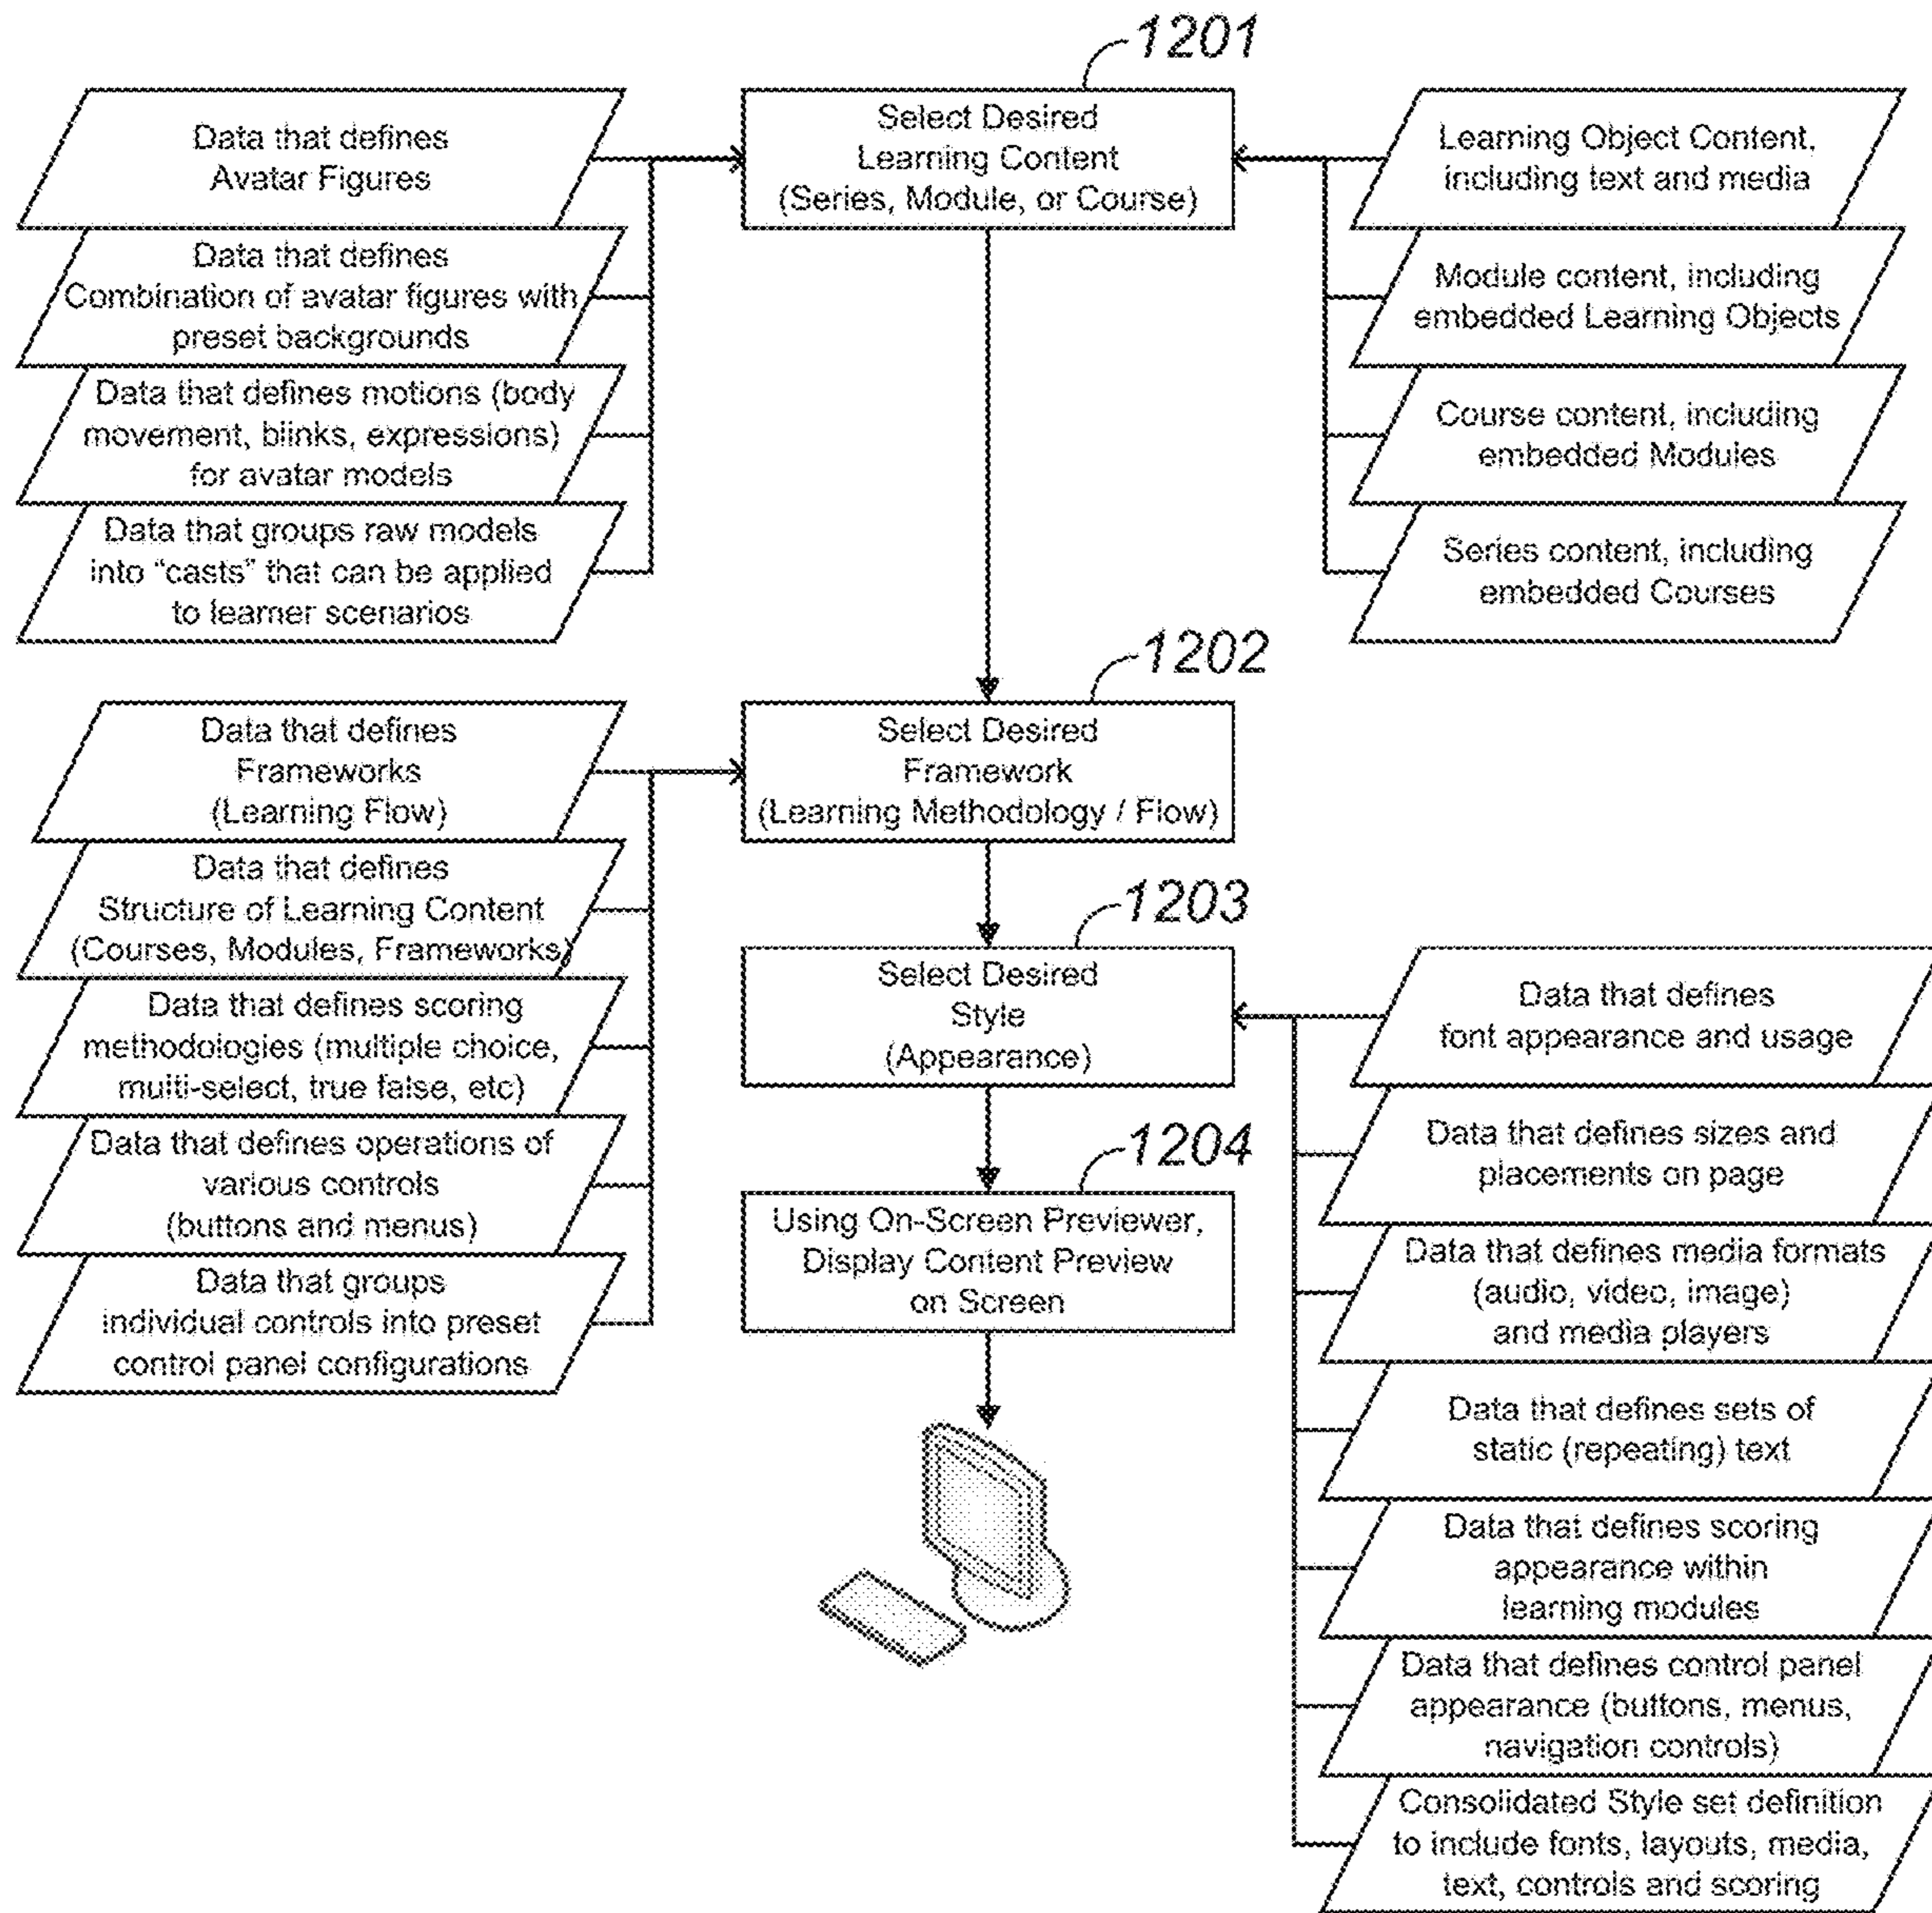 1201
Data that defines
Avatar Figures
Data that defines
Combination of avatar figures with
preset backgrounds
Data that defines motions (body
movement, blinks, expressions)
for avatar models
Data that groups raw models
into “casts” that can be applied
to learner scenarios
Select Desired
Learning Content
(Series, Module, or Course)
Learning Object Content,
including text and media
Module content, including
embedded Learning Objects
Course content, including
embedded Modules
Series content, including
embedded Courses
1202
Data that defines
Frameworks
(Learning Flow)
Data that defines
Structure of Learning Content
(Courses, Modules, Frameworks)
Data that defines scoring
methodologies (multiple choice,
multi-select, true false, etc)
Data that defines operations of
various controls
(buttons and menus)
Data that groups
individual controls into preset
control panel configurations
Select Desired
Framework
(Learning Methodology / Flow)
1203
Select Desired
Style
(Appearance)
1204
Using On-Screen Previewer,
Display Content Preview
on Screen
Data that defines
font appearance and usage
Data that defines sizes and
placements on page
Data that defines media formats
(audio, video, image)
and media players
Data that defines sets of
static (repeating) text
Data that defines scoring
appearance within
learning modules
Data that defines control panel
appearance (buttons, menus,
navigation controls)
Consolidated Style set definition
to include fonts, layouts, media,
text, controls and scoring